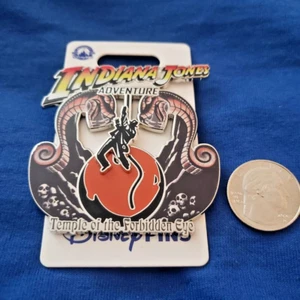 INDIANA JONES
ADVENTURE
Temple of the Forbidden Eye
Disney PINS